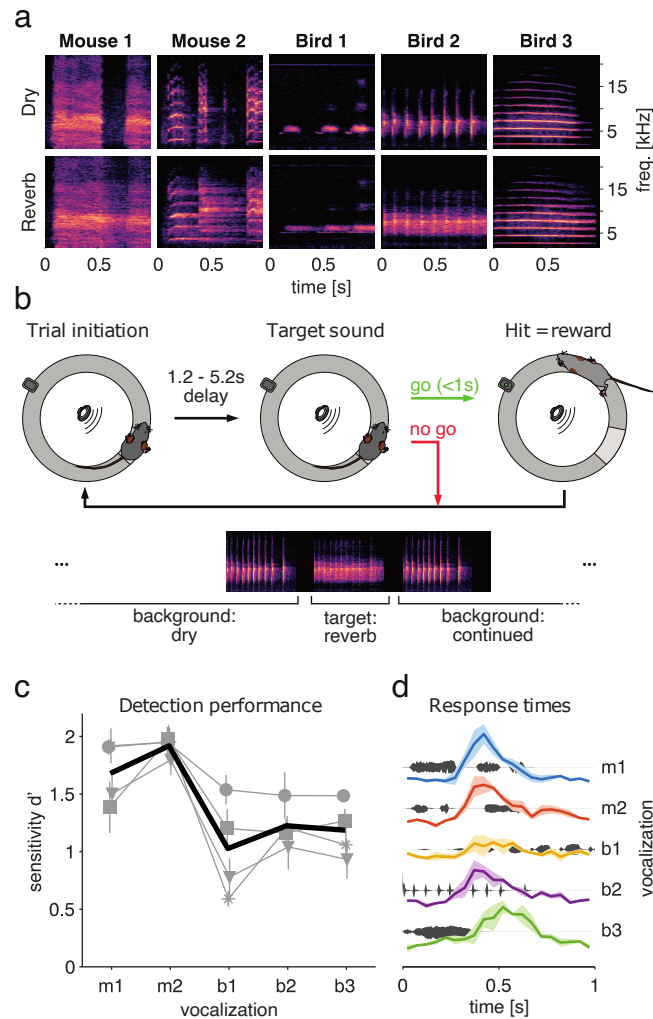 a
Mouse 1 Mouse 2 Bird 1 Bird 2 Bird 3
Dry
15
5
Reverb
15
5
freq. [kHz]
0 0.5 0 0.5 0 0.5 0 0.5 0 0.5
time [s]
b
Trial initiation Target sound Hit = reward
1.2 - 5.2s
delay
go (<1s)
no go
... ...
background:
dry
target:
reverb
background:
continued
c
Detection performance
2
1.5
1
0.5
0
sensitivity d'
m1 m2 b1 b2 b3
vocalization
d
Response times
m1
m2
b1
b2
b3
vocalization
0 0.5 1
time [s]